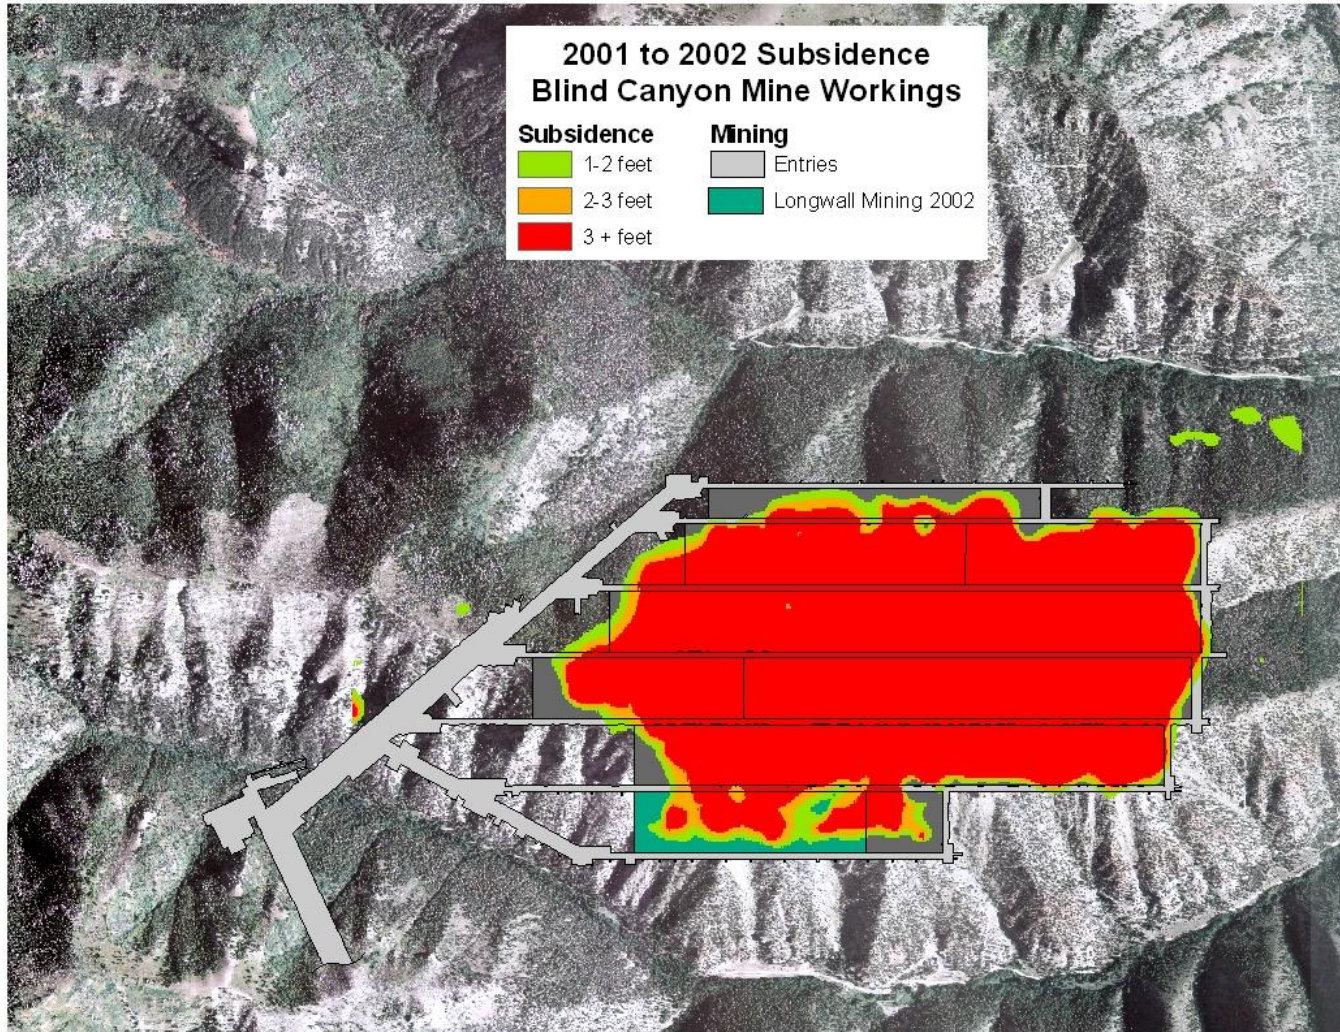 2001 to 2002 Subsidence
Blind Canyon Mine Workings
Subsidence
Mining
1-2 feet
Entries
2-3 feet
Longwall Mining 2002
3 + feet